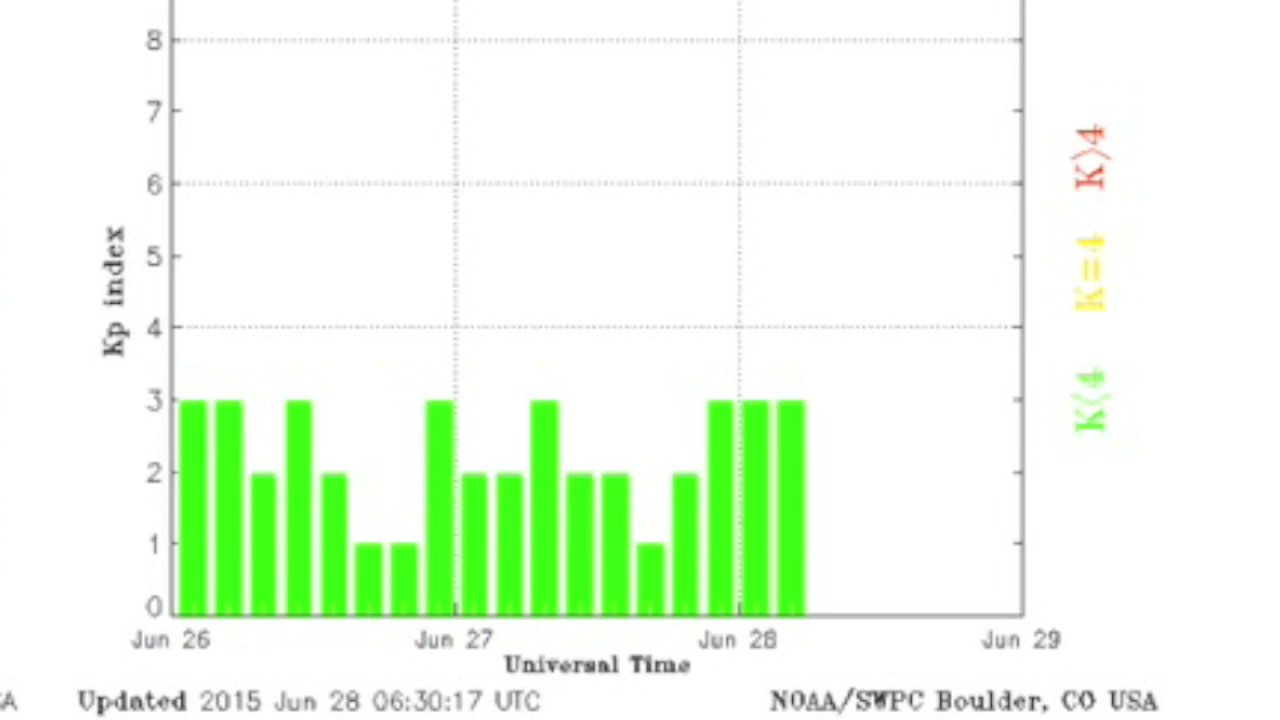 8
7
6
5
4
3
2
1
0
Kp index
Jun 26 Jun 27 Jun 28 Jun 29
Universal Time
K>4
K=4
K<4
Updated 2015 Jun 28 06:30:17 UTC NOAA/SWPC Boulder, CO USA